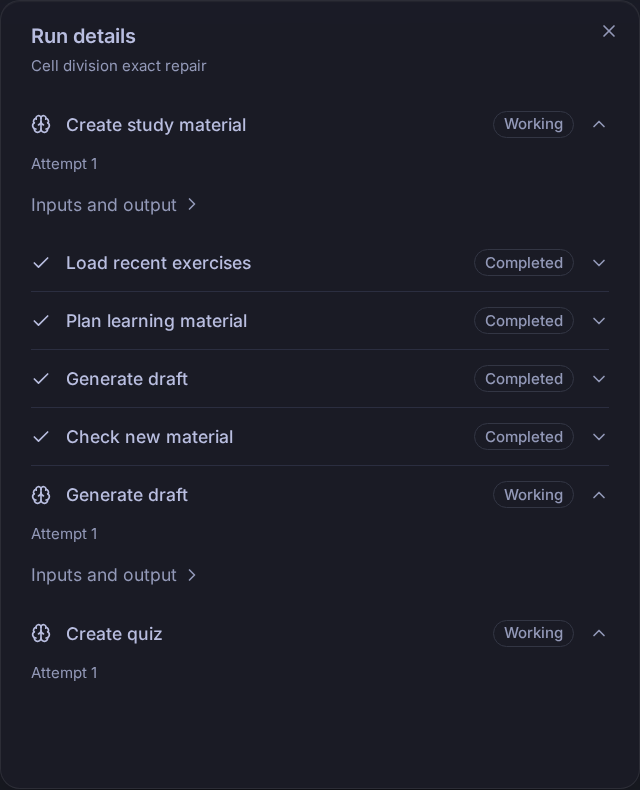 Run details
Cell division exact repair
Create study material Working
Attempt 1
Inputs and output
Load recent exercises Completed
Plan learning material Completed
Generate draft Completed
Check new material Completed
Generate draft Working
Attempt 1
Inputs and output
Create quiz Working
Attempt 1